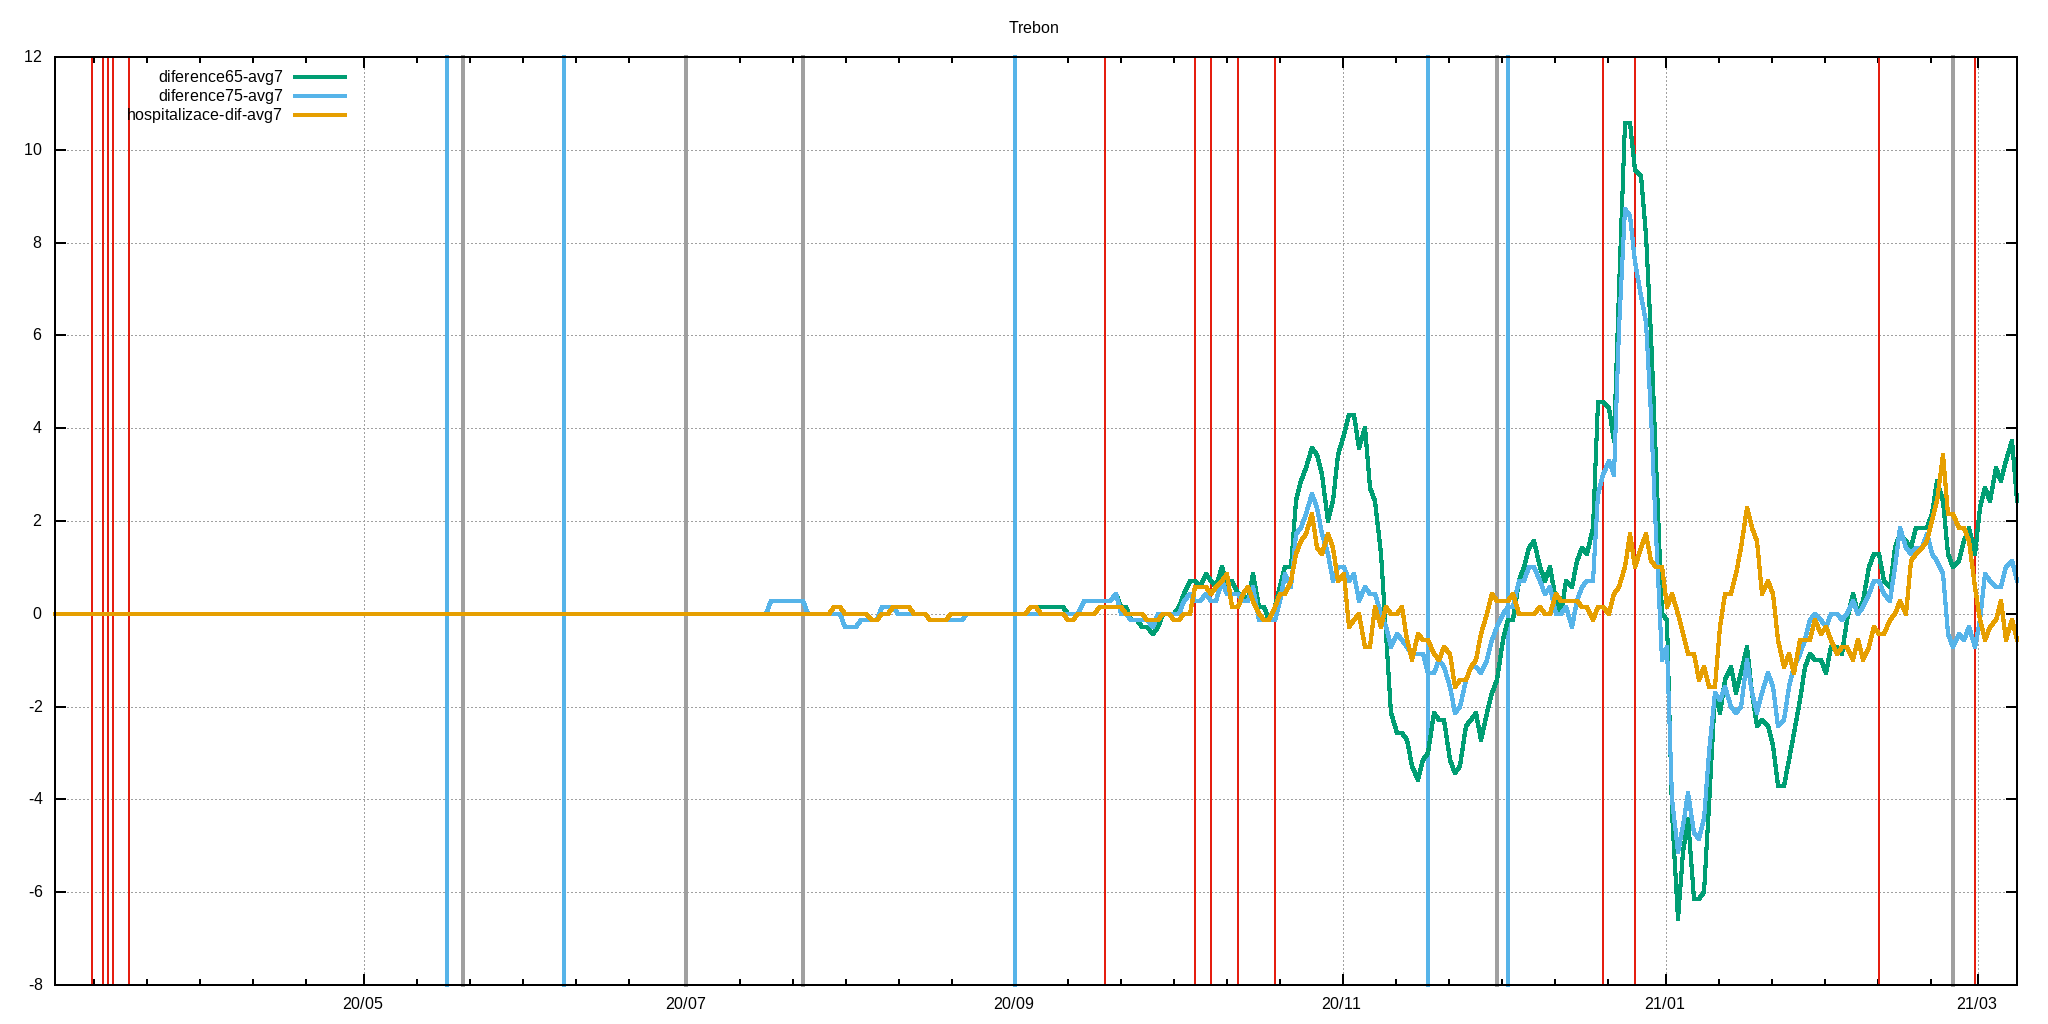 Trebon
12
diference65-avg7
diference75-avg7
hospitalizace-dif-avg7
10
8
6
4
2
0
-2
-4
-6
-8
20/05 20/07 20/09 20/11 21/01 21/03